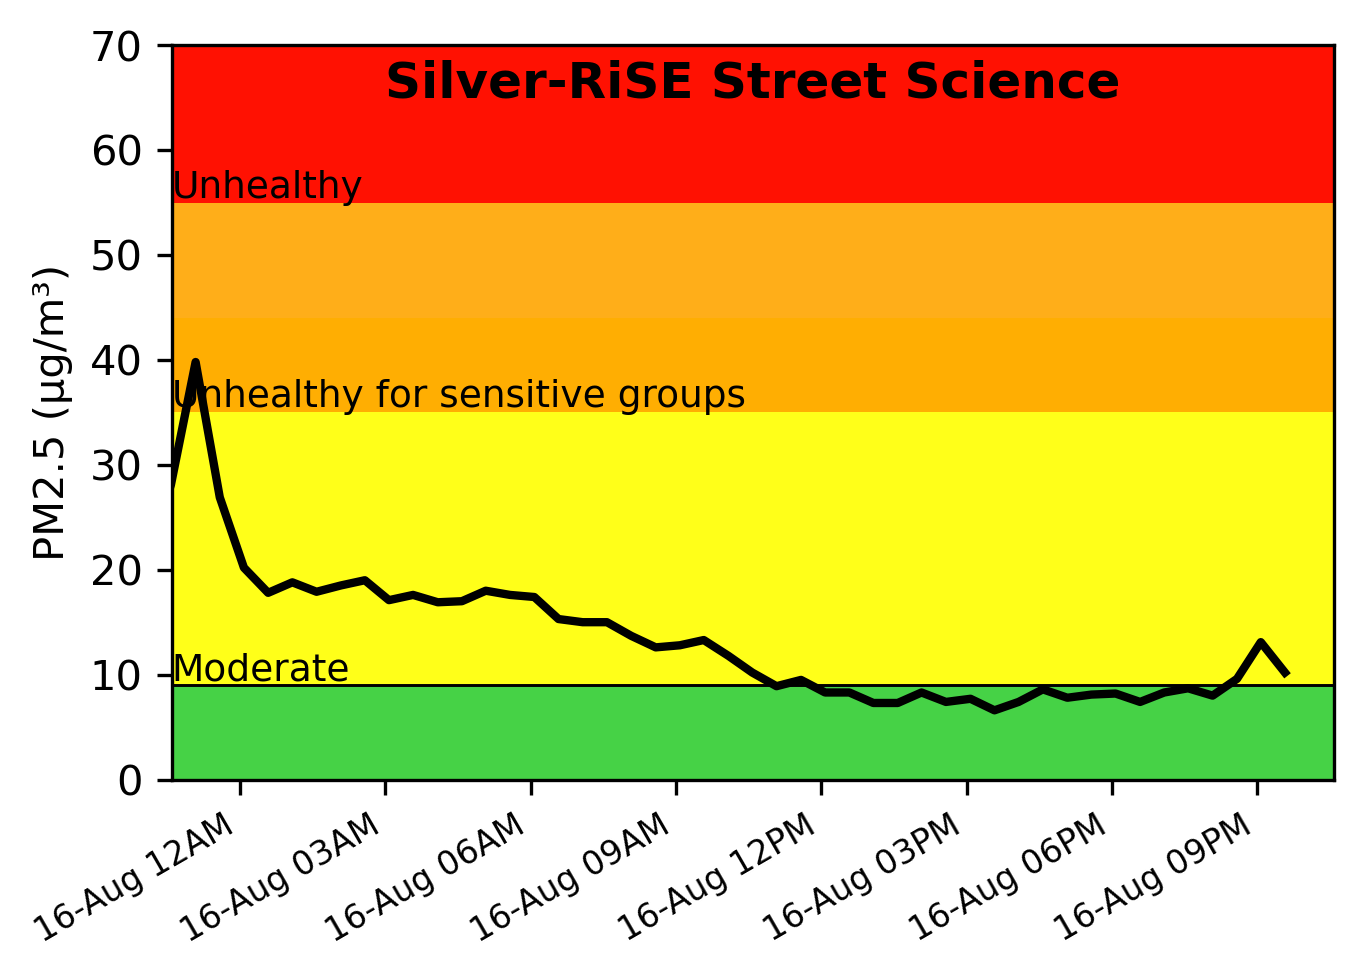 Silver-RiSE Street Science
70
60
50
40
30
20
10
0
PM2.5 (µg/m³)
Unhealthy
Unhealthy for sensitive groups
Moderate
16-Aug 12AM
16-Aug 03AM
16-Aug 06AM
16-Aug 09AM
16-Aug 12PM
16-Aug 03PM
16-Aug 06PM
16-Aug 09PM